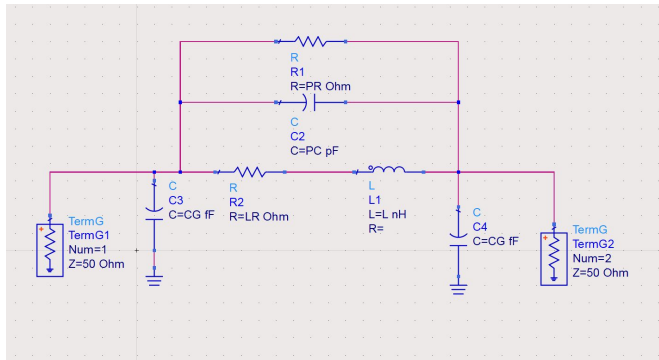 R
R1
R=PR Ohm
C
C2
C=PC pF
C
C3
C=CG fF
R
R2
R=LR Ohm
L
L1
L=L nH
R=
C
C4
C=CG fF
TermG
TermG1
Num=1
Z=50 Ohm
TermG
TermG2
Num=2
Z=50 Ohm